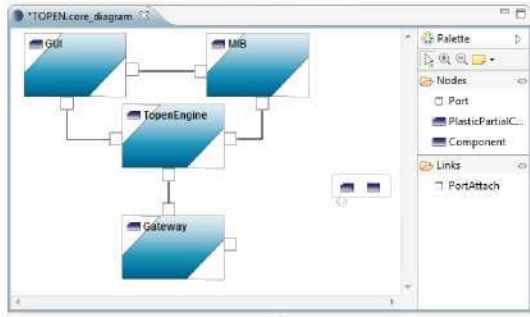 *TOPEN.core_diagram
GUI
MIB
TopenEngine
Gateway
Palette
Nodes
Port
PlasticPartialC...
Component
Links
PortAttach